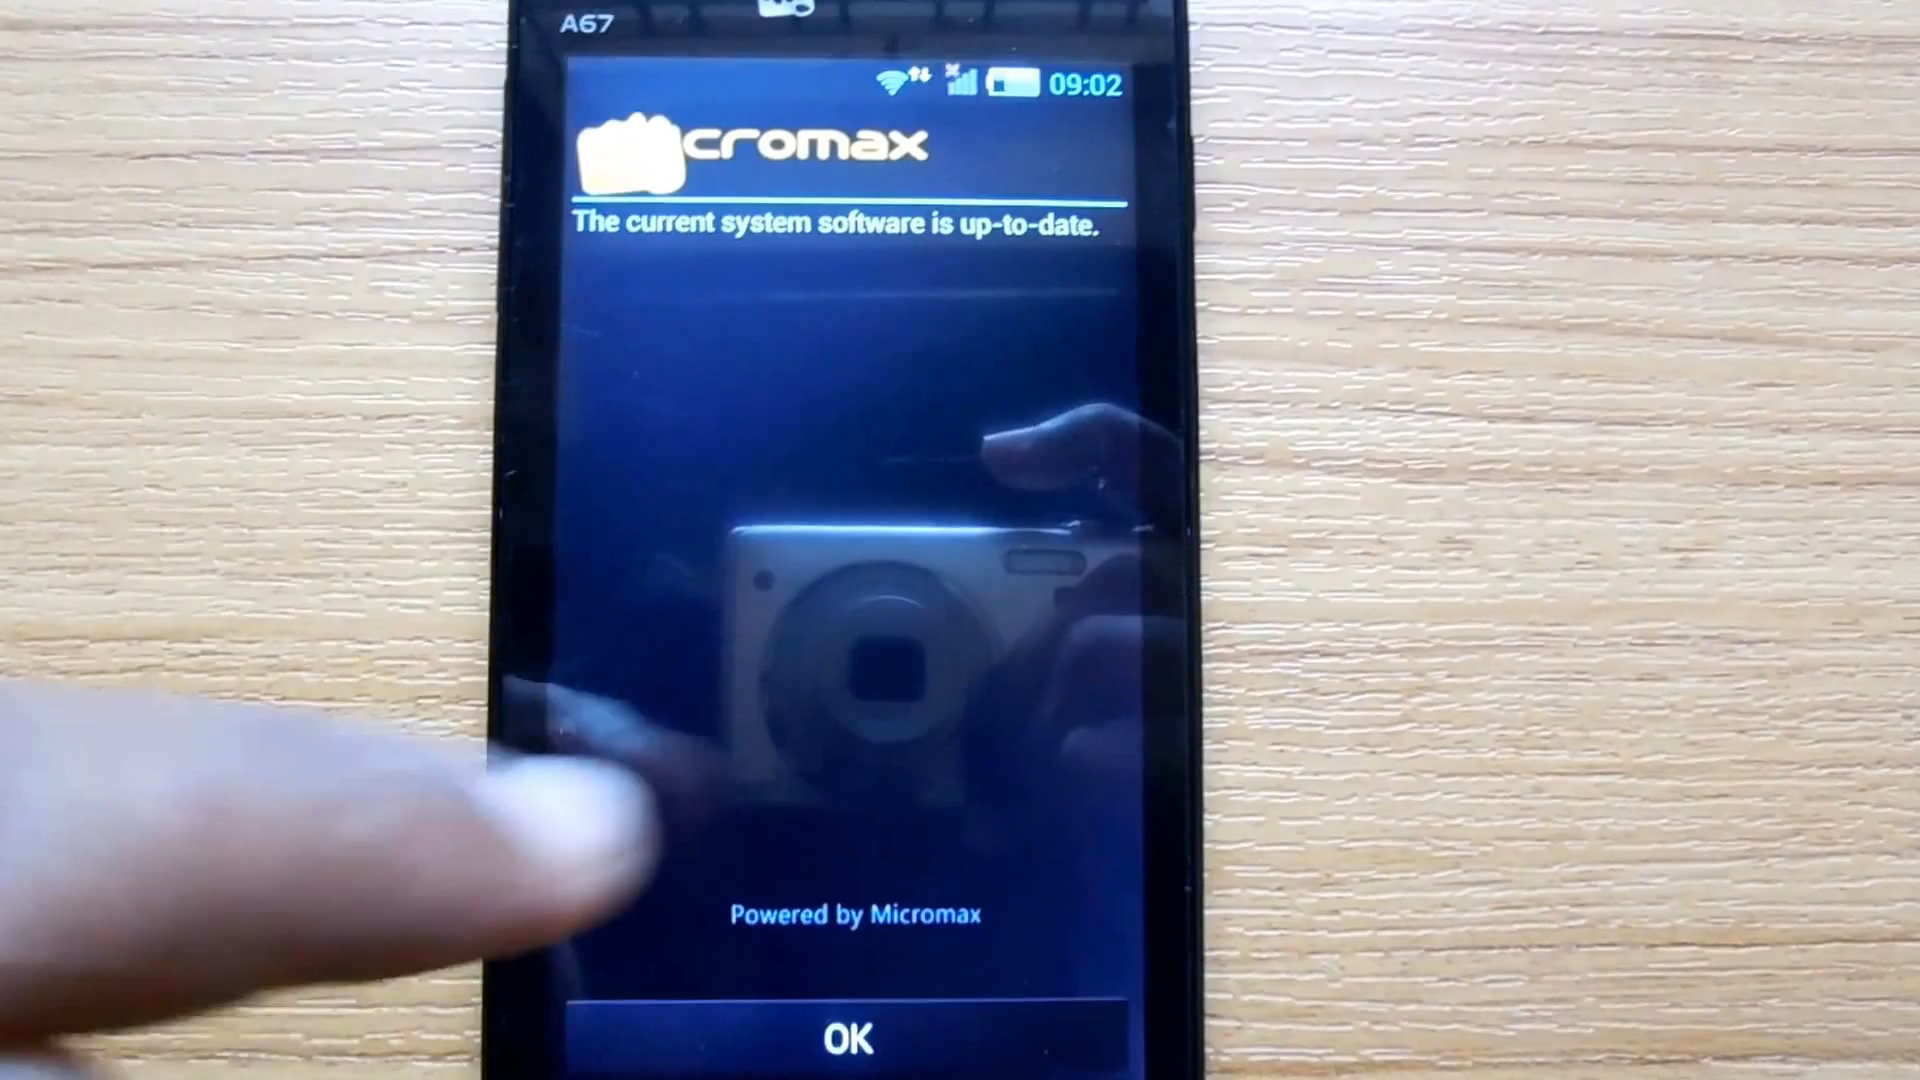 A67
09:02
cromax
The current system software is up-to-date.
Powered by Micromax
OK